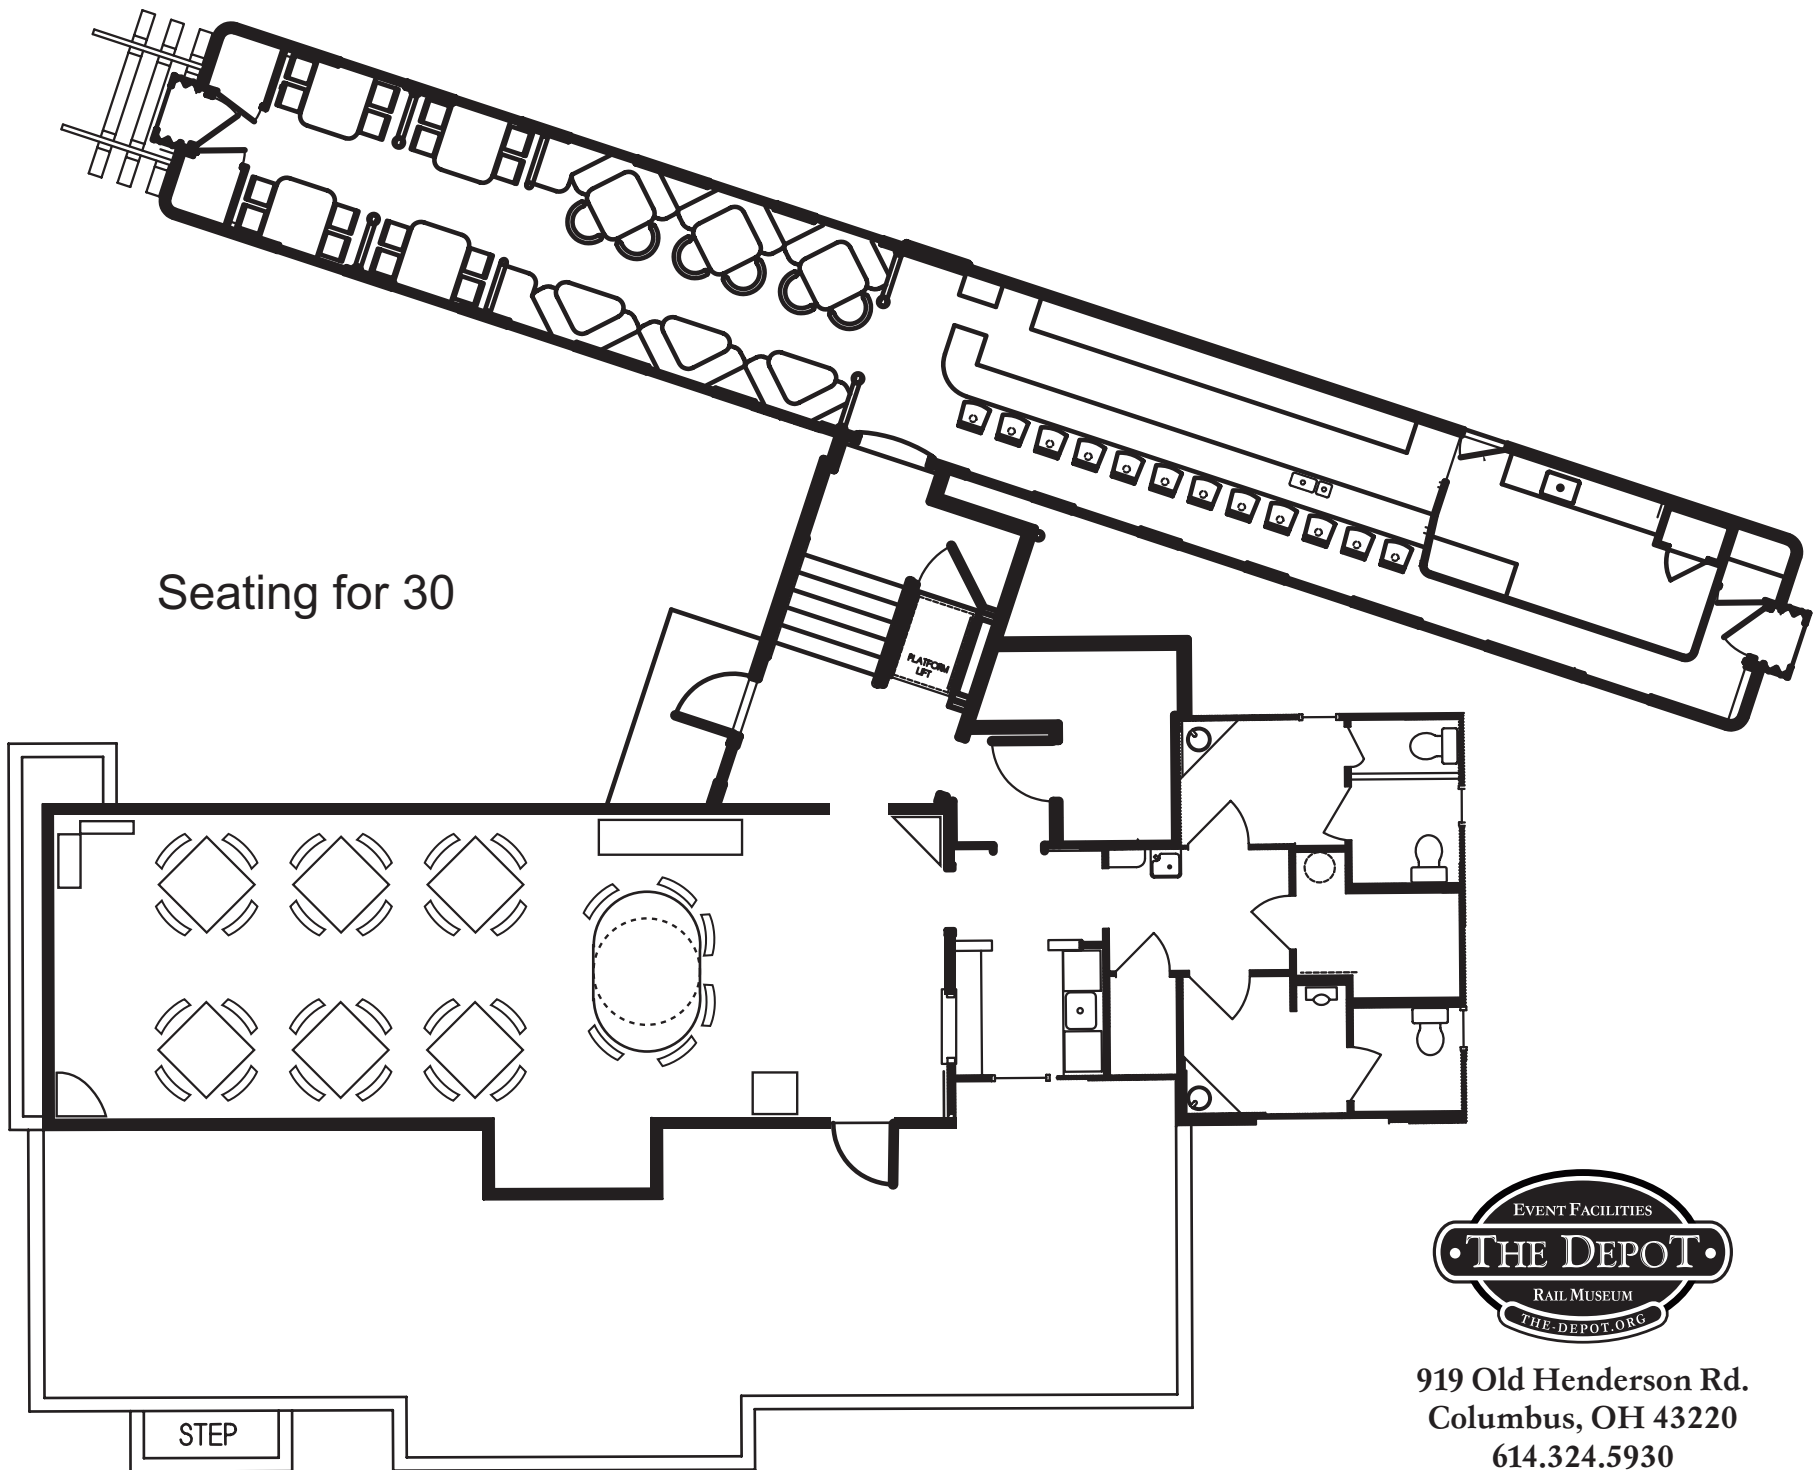 Seating for 30
PLATFORM
LIFT
STEP
EVENT FACILITIES
THE DEPOT
RAIL MUSEUM
THE-DEPOT.ORG
919 Old Henderson Rd.
Columbus, OH 43220
614.324.5930